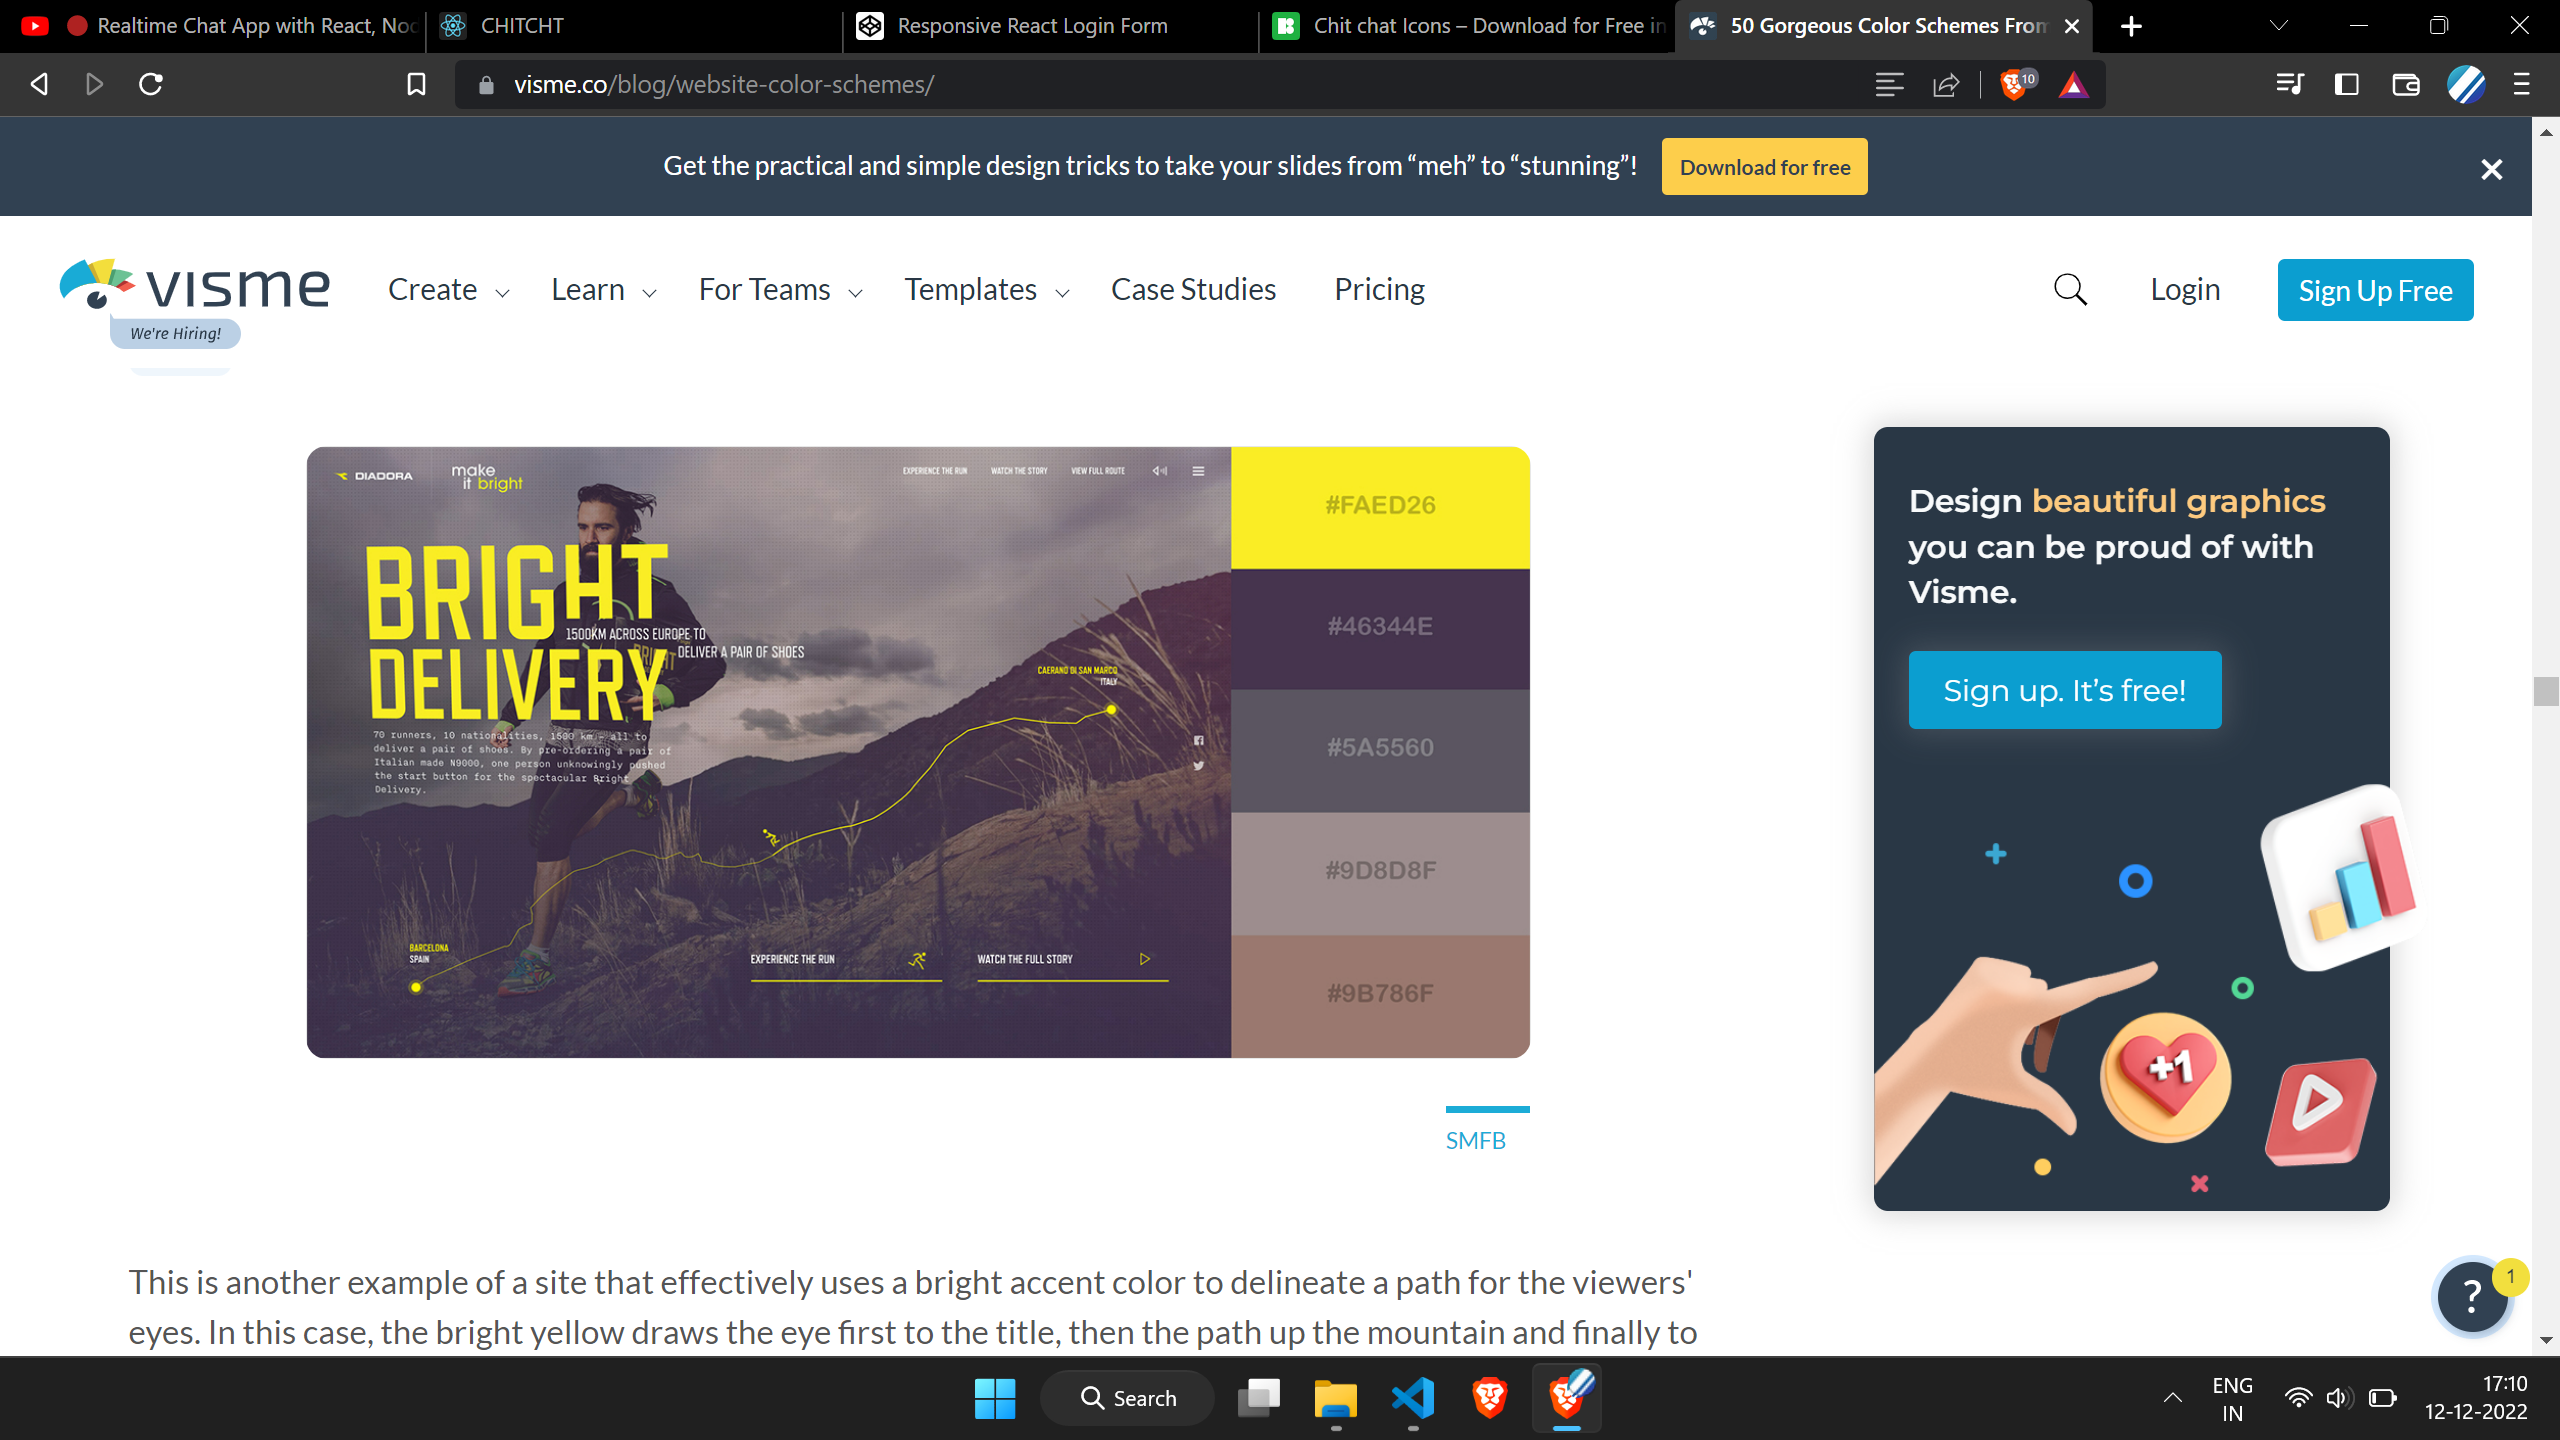 Realtime Chat App with React, Noc
CHITCHT
Responsive React Login Form
Chit chat Icons – Download for Free in
50 Gorgeous Color Schemes From
visme.co/blog/website-color-schemes/
10
Get the practical and simple design tricks to take your slides from “meh” to “stunning”!
Download for free
visme
We're Hiring!
Create
Learn
For Teams
Templates
Case Studies
Pricing
Login
Sign Up Free
DIADORA
make
it bright
EXPERIENCE THE RUN
WATCH THE STORY
VIEW FULL ROUTE
BRIGHT
1500KM ACROSS EUROPE TO
DELIVER A PAIR OF SHOES
DELIVERY
BRIGHT
CAERANO DI SAN MARCO
ITALY
70 runners, 10 nationalities, 1500 km – all to
deliver a pair of shoes. By pre-ordering a pair of
Italian made N9000, one person unknowingly pushed
the start button for the spectacular Bright
Delivery.
BARCELONA
SPAIN
EXPERIENCE THE RUN
WATCH THE FULL STORY
#FAED26
#46344E
#5A5560
#9D8D8F
#9B786F
SMFB
Design beautiful graphics
you can be proud of with
Visme.
Sign up. It’s free!
+1
This is another example of a site that effectively uses a bright accent color to delineate a path for the viewers'
eyes. In this case, the bright yellow draws the eye first to the title, then the path up the mountain and finally to
?
1
Search
ENG
IN
17:10
12-12-2022